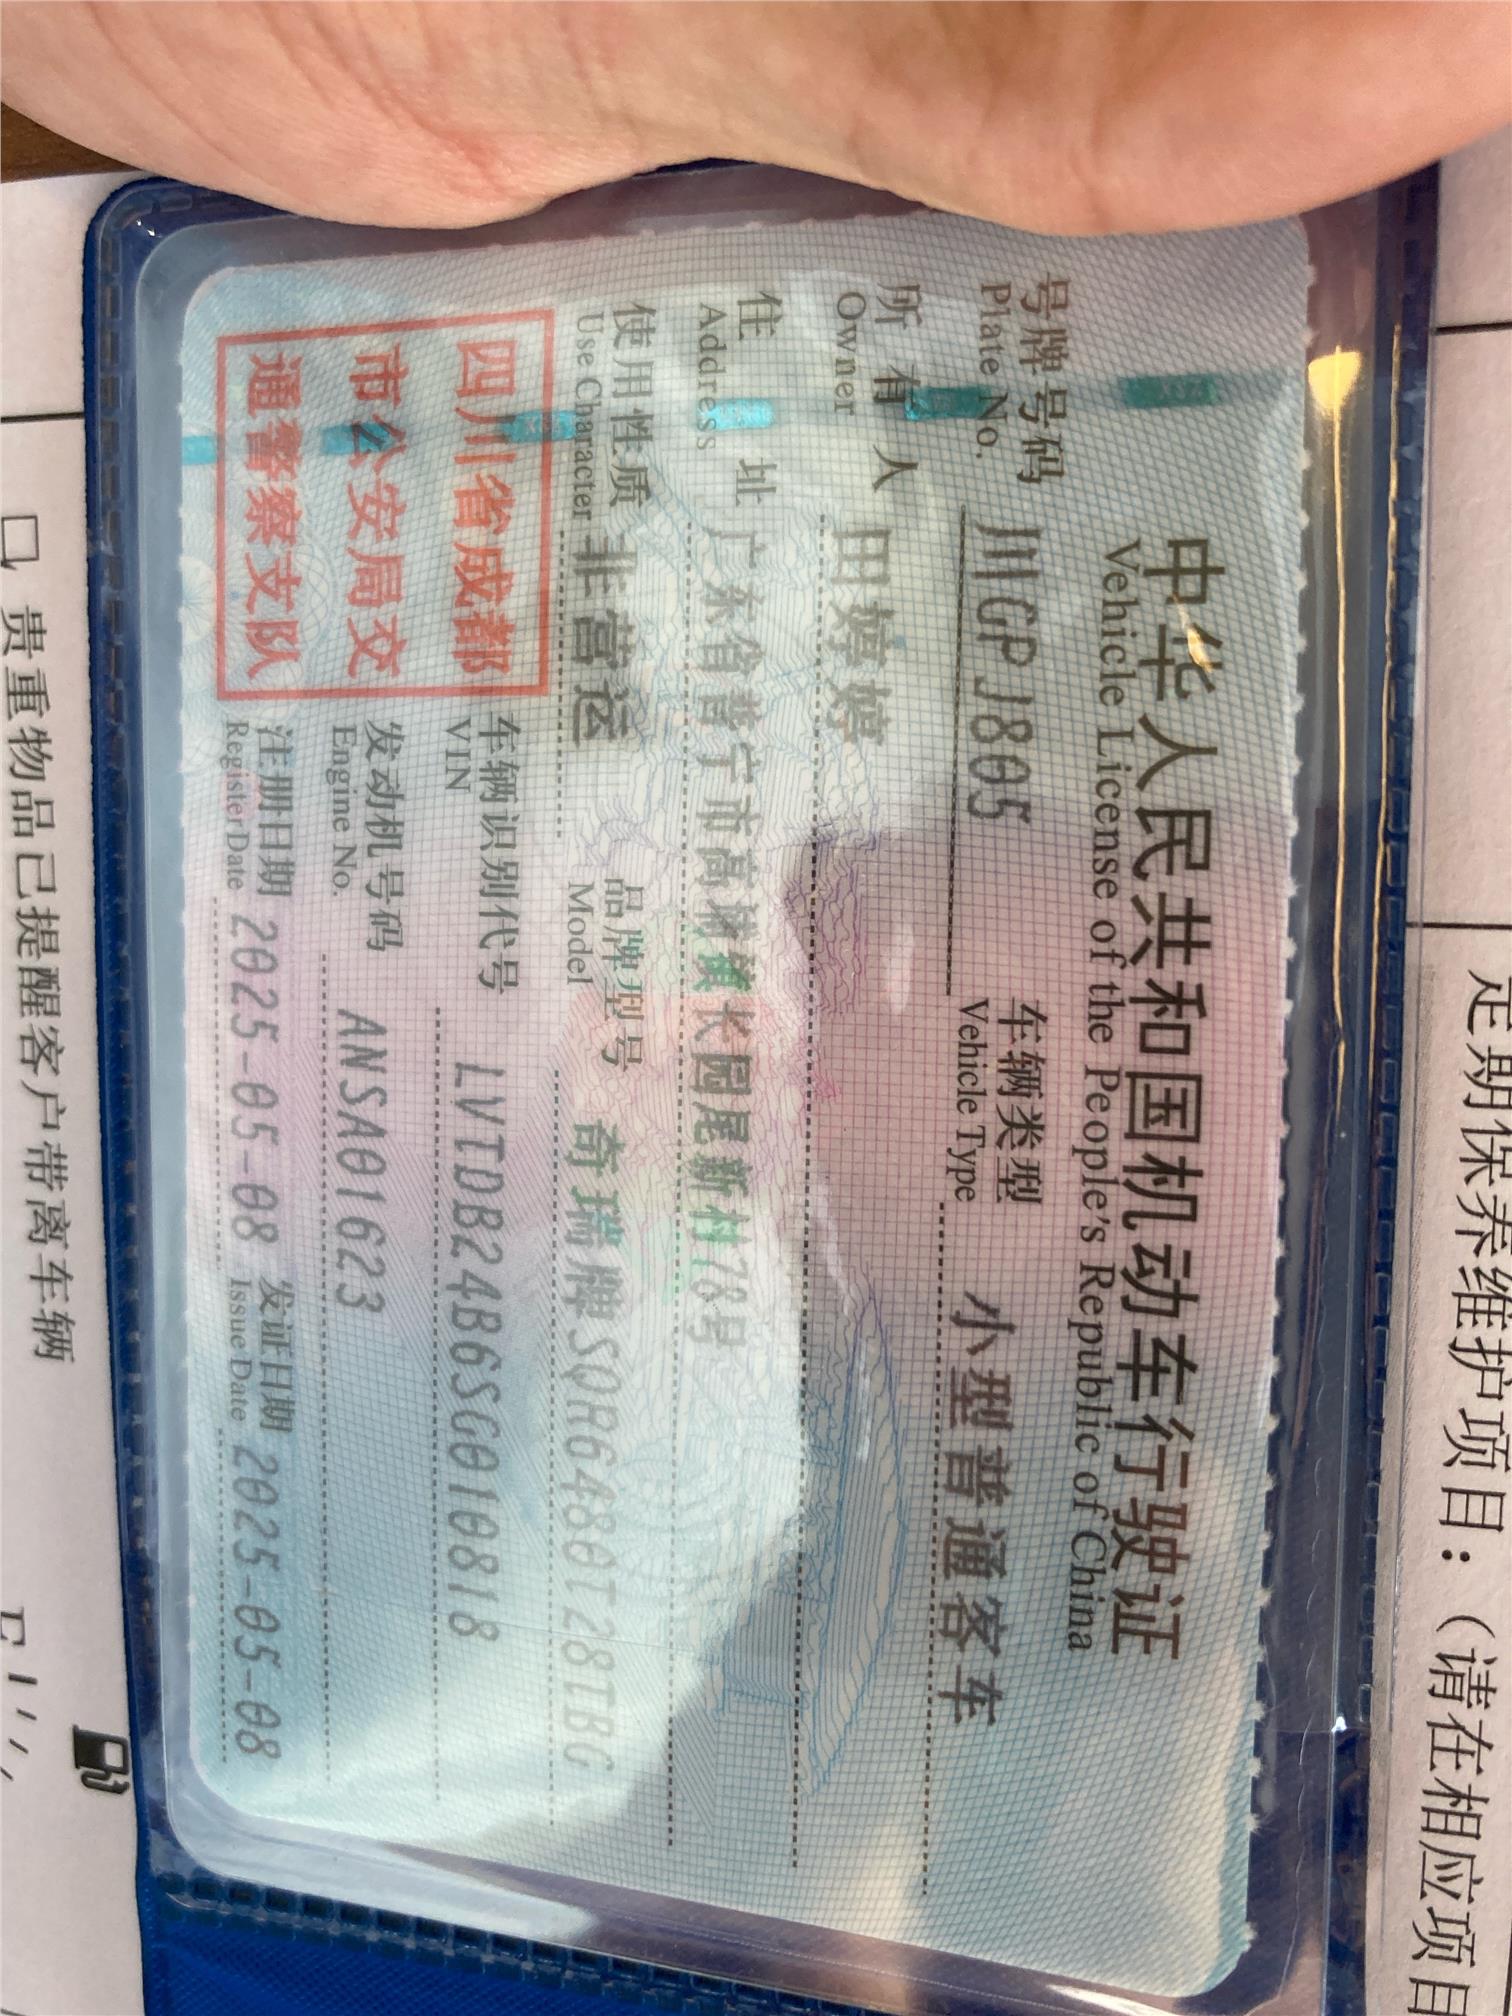 定期保养维护项目：（请在相应项目
中华人民共和国机动车行驶证
Vehicle License of the People's Republic of China
号牌号码 川GPJ805 车辆类型 小型普通客车
Plate No. Vehicle Type
所有人 田婷婷
Owner
住址 广东省普宁市高埔镇长园尾新村78号
Address
使用性质 非营运 品牌型号 奇瑞牌SQR6480T28TBG
Use Character Model
四川省成都
市公安局交
通警察支队
车辆识别代号 LVTDB24B6SG010818
VIN
发动机号码 ANSA01623
Engine No.
注册日期 2025-05-08 发证日期 2025-05-08
Register Date Issue Date
口 贵重物品已提醒客户带离车辆